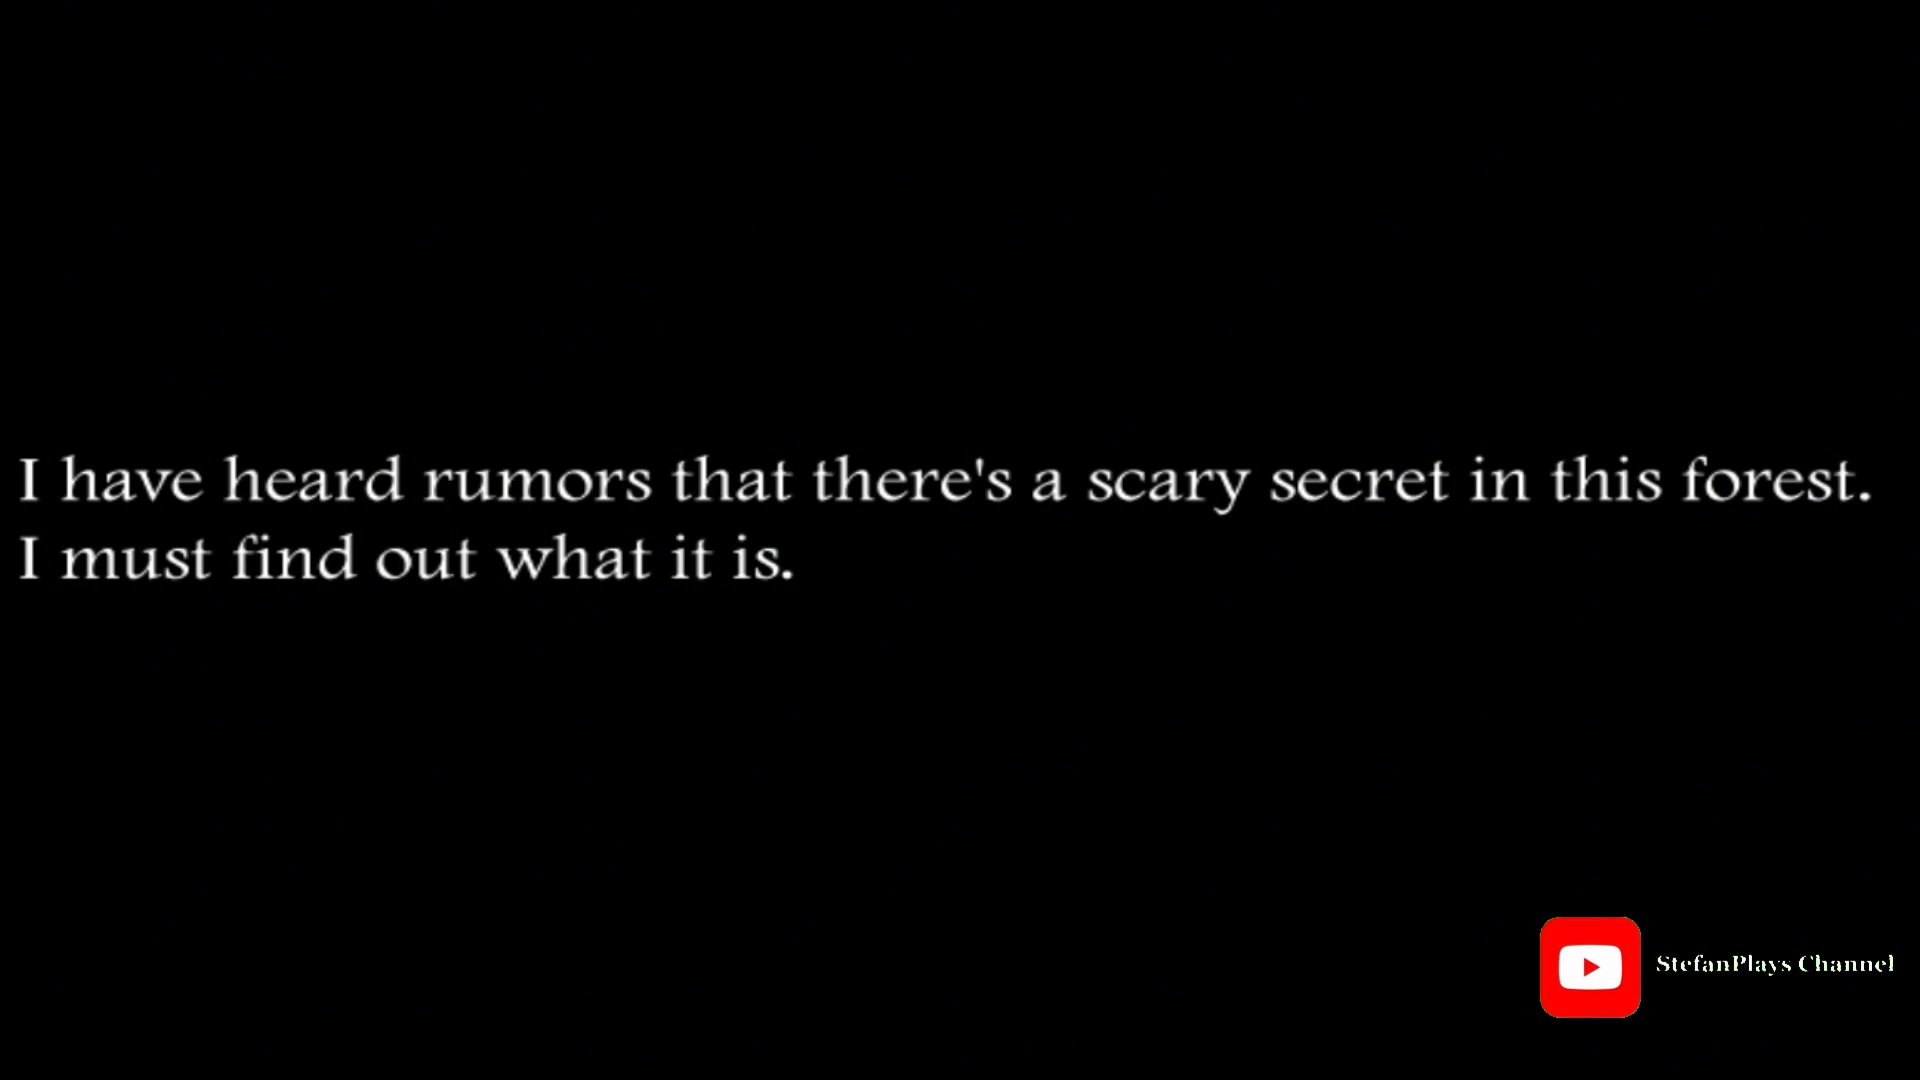 I have heard rumors that there's a scary secret in this forest.
I must find out what it is.
StefanPlays Channel